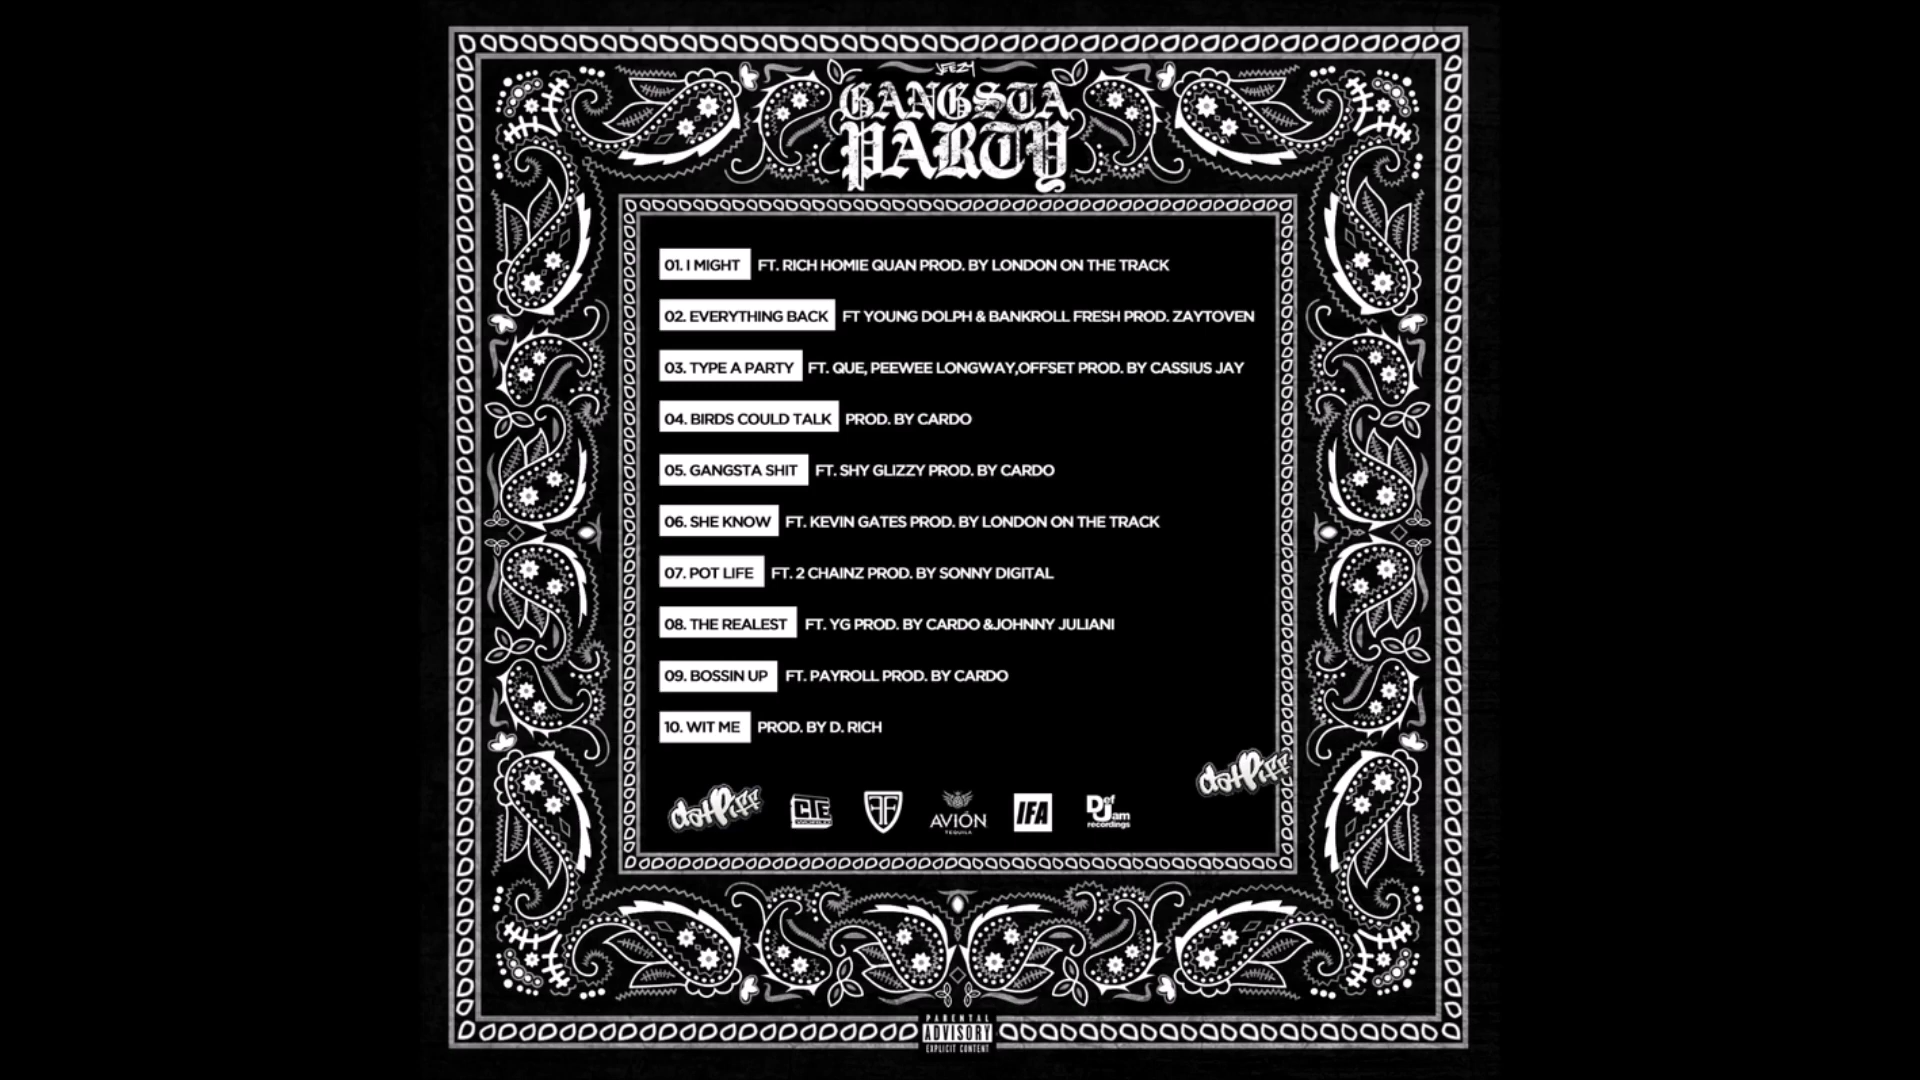 JEEZY
GANGSTA
PARTY
01. I MIGHT FT. RICH HOMIE QUAN PROD. BY LONDON ON THE TRACK
02. EVERYTHING BACK FT YOUNG DOLPH & BANKROLL FRESH PROD. ZAYTOVEN
03. TYPE A PARTY FT. QUE, PEEWEE LONGWAY,OFFSET PROD. BY CASSIUS JAY
04. BIRDS COULD TALK PROD. BY CARDO
05. GANGSTA SHIT FT. SHY GLIZZY PROD. BY CARDO
06. SHE KNOW FT. KEVIN GATES PROD. BY LONDON ON THE TRACK
07. POT LIFE FT. 2 CHAINZ PROD. BY SONNY DIGITAL
08. THE REALEST FT. YG PROD. BY CARDO &JOHNNY JULIANI
09. BOSSIN UP FT. PAYROLL PROD. BY CARDO
10. WIT ME PROD. BY D. RICH
datPiff
datPiff CTE WORLD AVIÓN TEQUILA IFA Def Jam recordings
PARENTAL
ADVISORY
EXPLICIT CONTENT